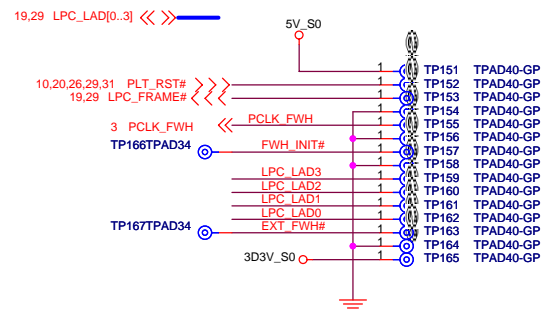 19,29 LPC_LAD[0..3]
5V_S0
1 TP151 TPAD40-GP
10,20,26,29,31 PLT_RST# 1 TP152 TPAD40-GP
19,29 LPC_FRAME# 1 TP153 TPAD40-GP
1 TP154 TPAD40-GP
3 PCLK_FWH PCLK_FWH 1 TP155 TPAD40-GP
1 TP156 TPAD40-GP
TP166TPAD34 FWH_INIT# 1 TP157 TPAD40-GP
1 TP158 TPAD40-GP
LPC_LAD3 1 TP159 TPAD40-GP
LPC_LAD2 1 TP160 TPAD40-GP
LPC_LAD1 1 TP161 TPAD40-GP
LPC_LAD0 1 TP162 TPAD40-GP
TP167TPAD34 EXT_FWH# 1 TP163 TPAD40-GP
1 TP164 TPAD40-GP
3D3V_S0 1 TP165 TPAD40-GP